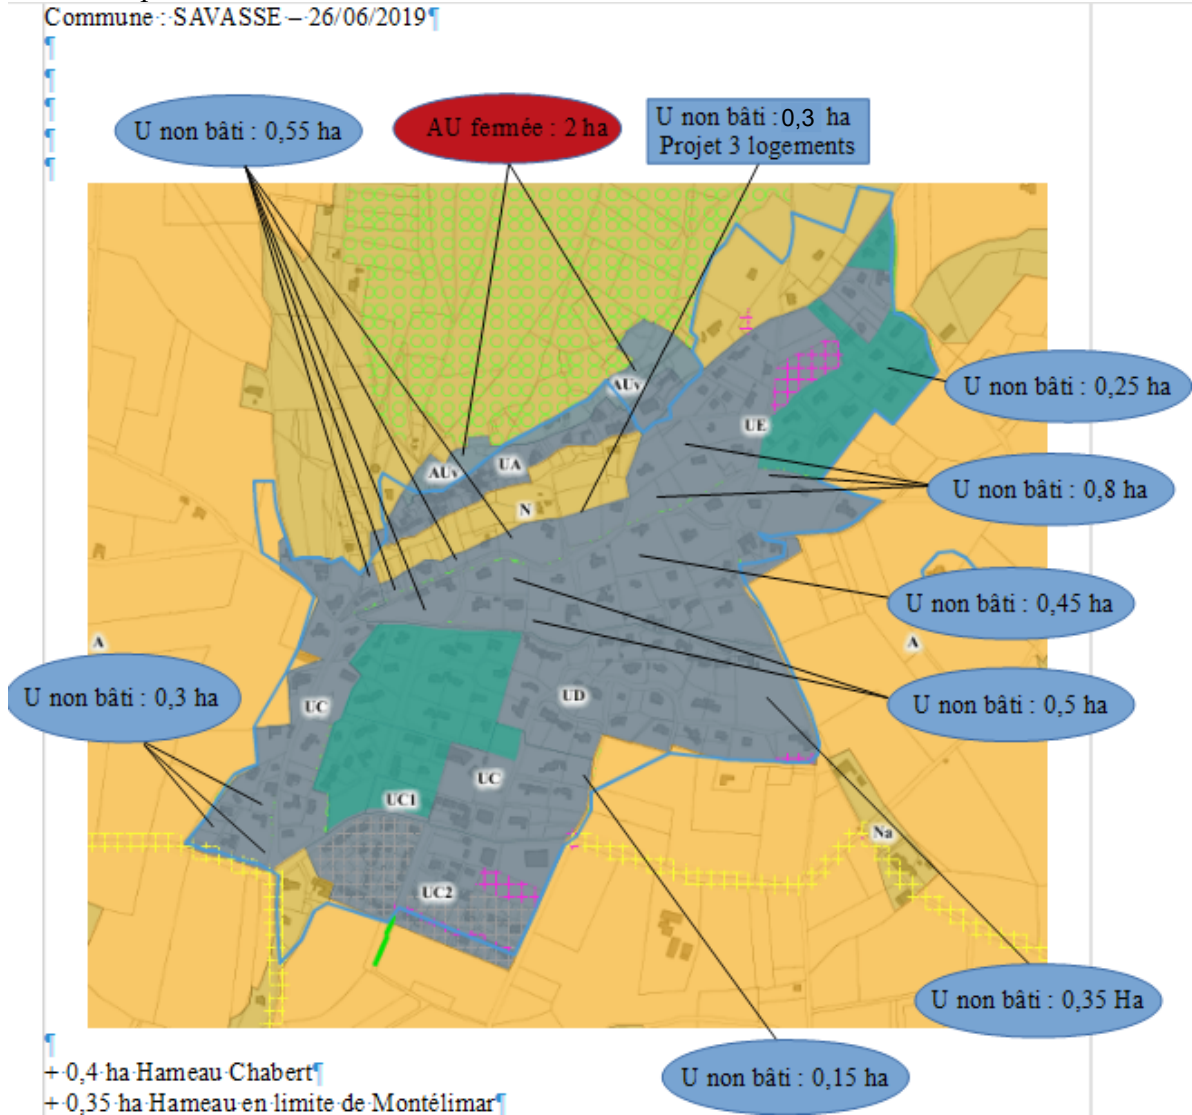 Commune : SAVASSE – 26/06/2019¶
¶
¶
¶
¶
¶
U non bâti : 0,55 ha
AU fermée : 2 ha
U non bâti : 0,3 ha
Projet 3 logements
U non bâti : 0,25 ha
AUv
UE
AUv
UA
U non bâti : 0,8 ha
N
U non bâti : 0,45 ha
A
A
U non bâti : 0,3 ha
UC
UD
U non bâti : 0,5 ha
UC
UC1
Na
UC2
U non bâti : 0,35 Ha
¶
U non bâti : 0,15 ha
+ 0,4 ha Hameau Chabert¶
+ 0,35 ha Hameau en limite de Montélimar¶